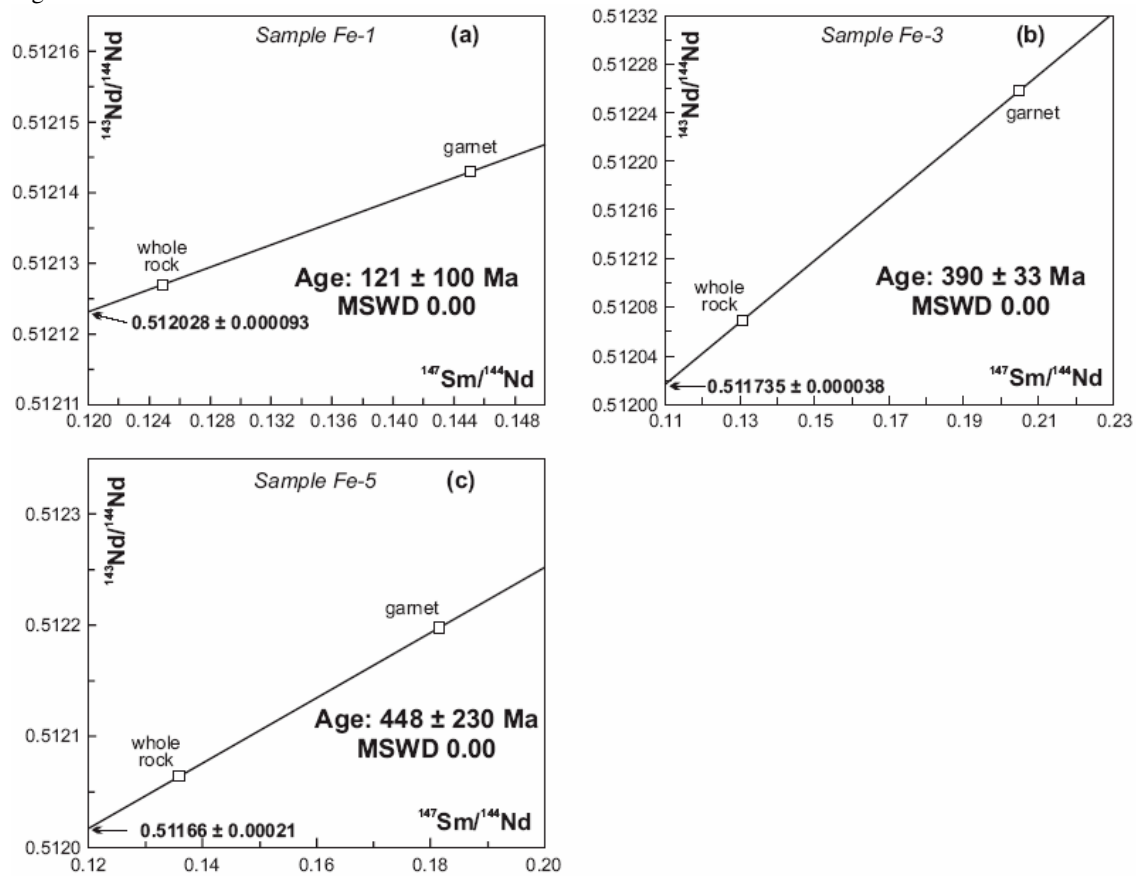 Sample Fe-1 (a)
0.51216
0.51215
0.51214
0.51213
0.51212
0.51211
¹⁴³Nd/¹⁴⁴Nd
garnet
whole
rock
Age: 121 ± 100 Ma
MSWD 0.00
0.512028 ± 0.000093
¹⁴⁷Sm/¹⁴⁴Nd
0.120 0.124 0.128 0.132 0.136 0.140 0.144 0.148
Sample Fe-3 (b)
0.51232
0.51228
0.51224
0.51220
0.51216
0.51212
0.51208
0.51204
0.51200
¹⁴³Nd/¹⁴⁴Nd
garnet
whole
rock
Age: 390 ± 33 Ma
MSWD 0.00
0.511735 ± 0.000038
¹⁴⁷Sm/¹⁴⁴Nd
0.11 0.13 0.15 0.17 0.19 0.21 0.23
Sample Fe-5 (c)
0.5123
0.5122
0.5121
0.5120
¹⁴³Nd/¹⁴⁴Nd
garnet
whole
rock
Age: 448 ± 230 Ma
MSWD 0.00
0.51166 ± 0.00021
¹⁴⁷Sm/¹⁴⁴Nd
0.12 0.14 0.16 0.18 0.20